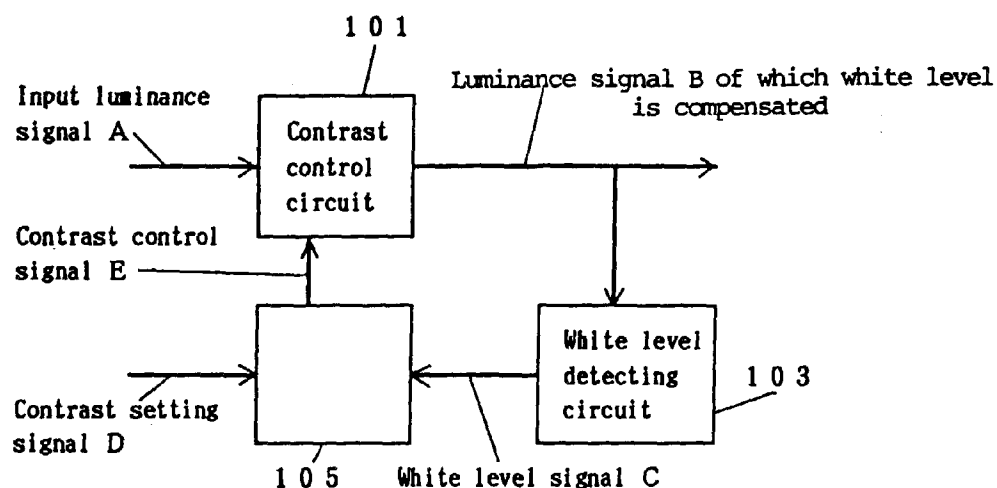 1 0 1
Input luminance
signal A
Contrast
control
circuit
Luminance signal B of which white level
is compensated
Contrast control
signal E
White level
detecting
circuit
1 0 3
Contrast setting
signal D
1 0 5
White level signal C